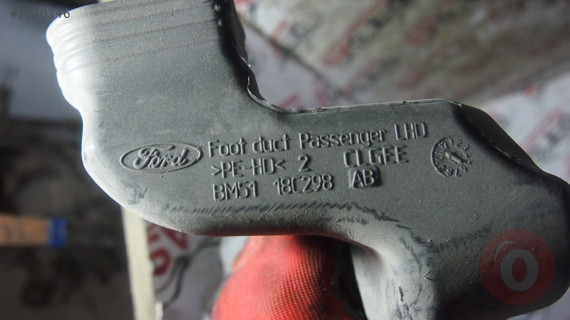 Ford
Foot duct Passenger LHD
>PE-HD< 2 CLGEE
BM51 18C298 AB